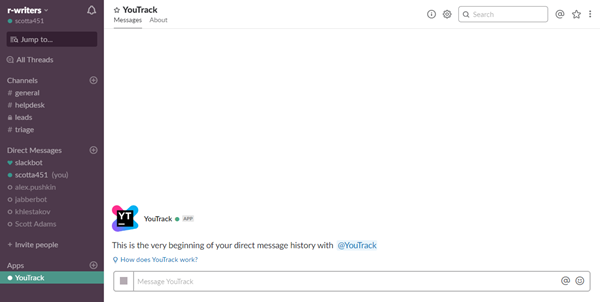 r-writers
scotta451
Jump to...
All Threads
Channels
# general
# helpdesk
leads
# triage
Direct Messages
slackbot
scotta451 (you)
alex.pushkin
jabberbot
khlestakov
Scott Adams
+ Invite people
Apps
YouTrack
YouTrack
Messages About
Search
YT
YouTrack APP
This is the very beginning of your direct message history with @YouTrack
How does YouTrack work?
Message YouTrack